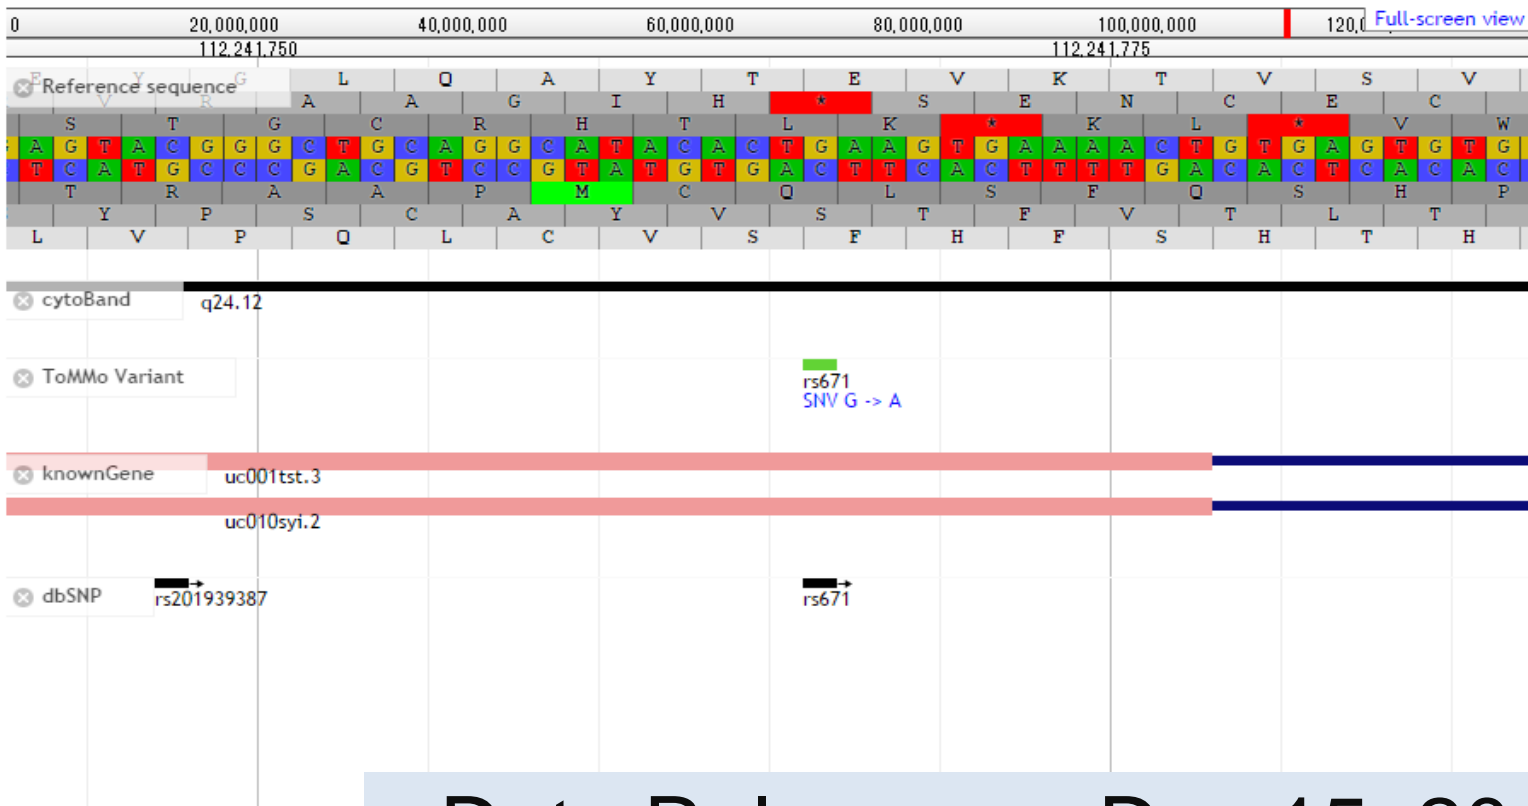 0 20,000,000 40,000,000 60,000,000 80,000,000 100,000,000 120,0 Full-screen view
112,241,750 112,241,775
E Y G L Q A Y T E V K T V S V
Reference sequence
V R A A G I H * S E N C E C
S T G C R H T L K * K L * V W
A G T A C G G G C T G C A G G C A T A C A C T G A A G T G A A A A C T G T G A G T G T G
T C A T G C C C G A C G T C C G T A T G T G A C T T C A C T T T T G A C A C T C A C A C
T R A A P M C Q L S F Q S H P
Y P S C A Y V S T F V T L T
L V P Q L C V S F H F S H T H
cytoBand q24.12
ToMMo Variant rs671
SNV G -> A
knownGene uc001tst.3
uc010syi.2
dbSNP rs201939387 rs671